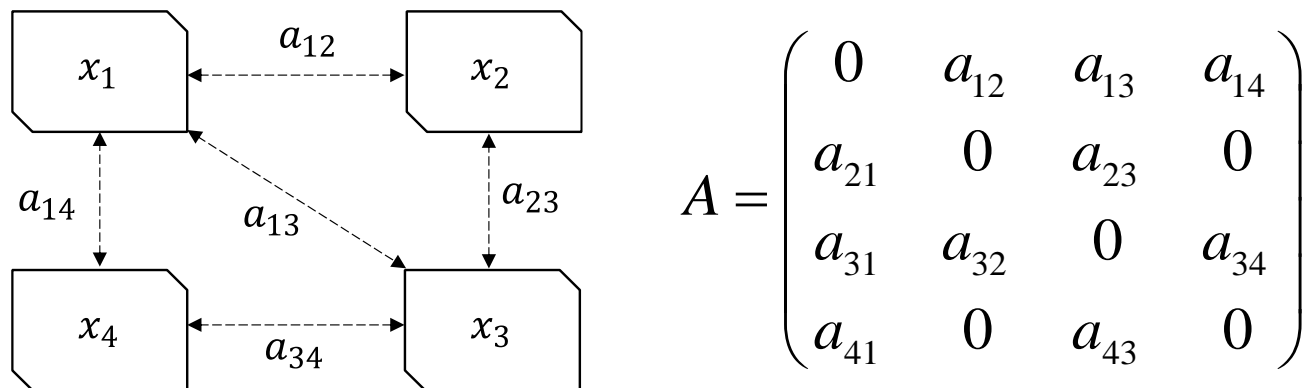 x₁ a₁₂ x₂
a₁₄ a₁₃ a₂₃
x₄ a₃₄ x₃
A = ( 0 a₁₂ a₁₃ a₁₄
a₂₁ 0 a₂₃ 0
a₃₁ a₃₂ 0 a₃₄
a₄₁ 0 a₄₃ 0 )